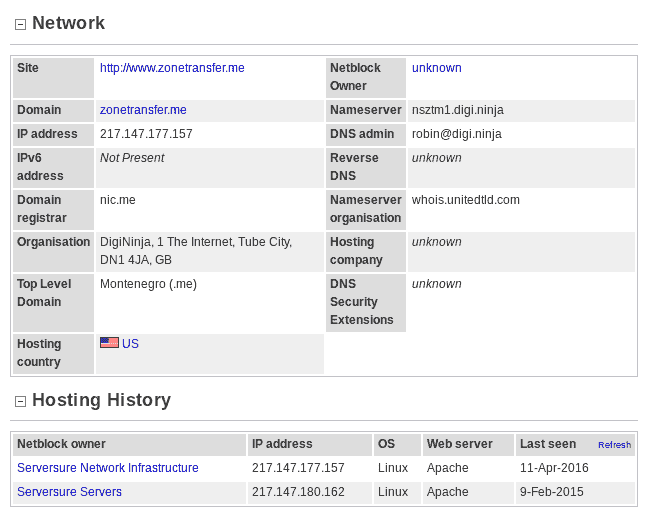 Network
Site http://www.zonetransfer.me Netblock Owner unknown
Domain zonetransfer.me Nameserver nsztm1.digi.ninja
IP address 217.147.177.157 DNS admin robin@digi.ninja
IPv6 address Not Present Reverse DNS unknown
Domain registrar nic.me Nameserver organisation whois.unitedtld.com
Organisation DigiNinja, 1 The Internet, Tube City, DN1 4JA, GB Hosting company unknown
Top Level Domain Montenegro (.me) DNS Security Extensions unknown
Hosting country US
Hosting History
Netblock owner IP address OS Web server Last seen Refresh
Serversure Network Infrastructure 217.147.177.157 Linux Apache 11-Apr-2016
Serversure Servers 217.147.180.162 Linux Apache 9-Feb-2015